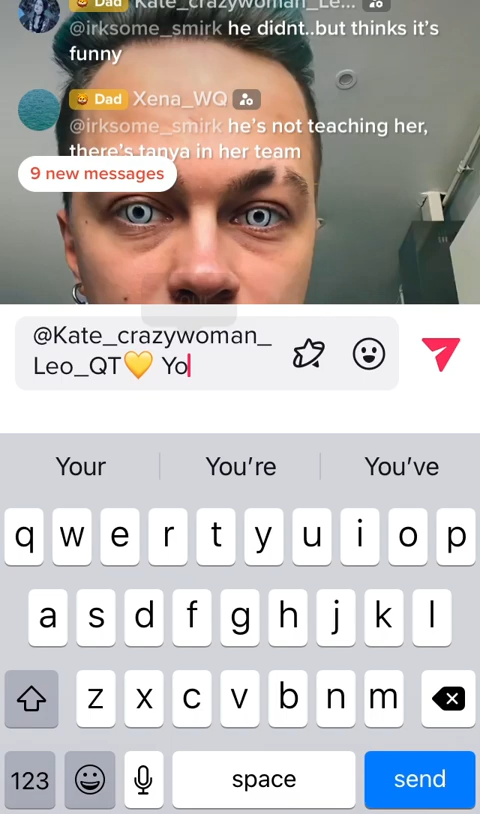 Dad Kate_crazywoman_Le...
@irksome_smirk he didnt..but thinks it's
funny
Dad Xena_WQ
@irksome_smirk he's not teaching her,
there's tanya in her team
9 new messages
@Kate_crazywoman_
Leo_QT💛 Yo
Your You're You've
q w e r t y u i o p
a s d f g h j k l
z x c v b n m
123 space send